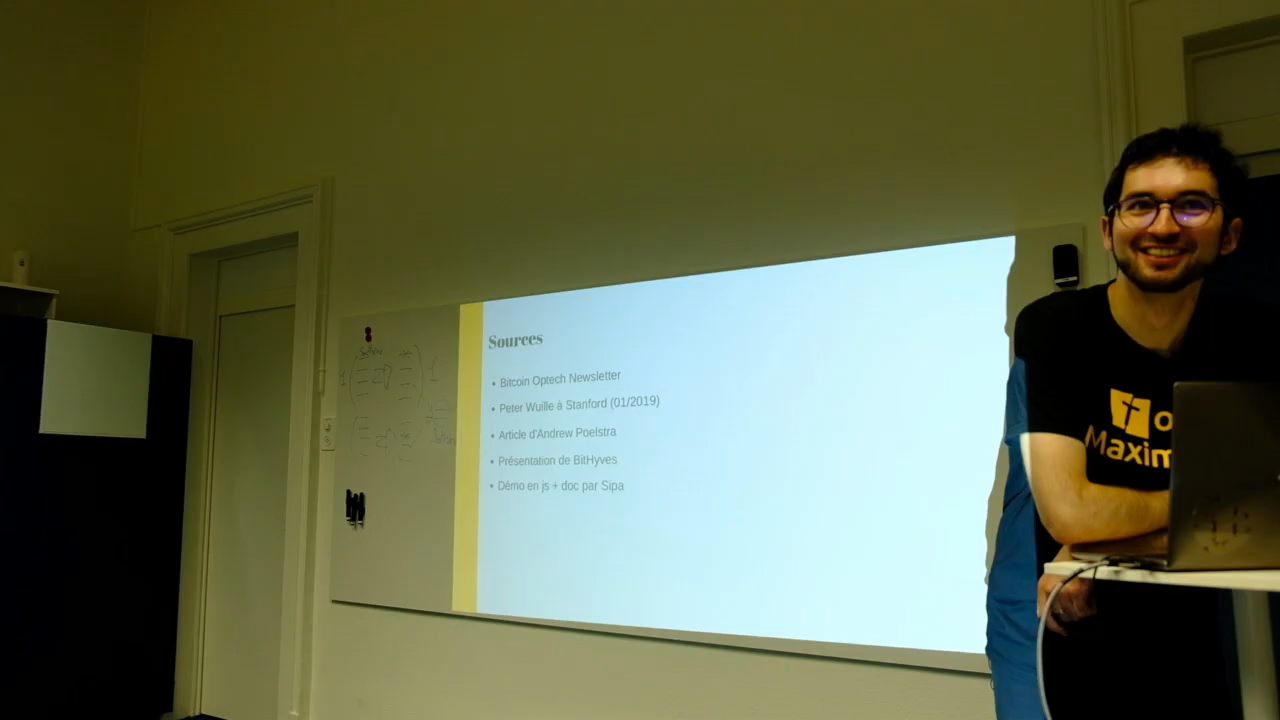 Sources
• Bitcoin Optech Newsletter
• Peter Wuille à Stanford (01/2019)
• Article d'Andrew Poelstra
• Présentation de BitHyves
• Démo en js + doc par Sipa